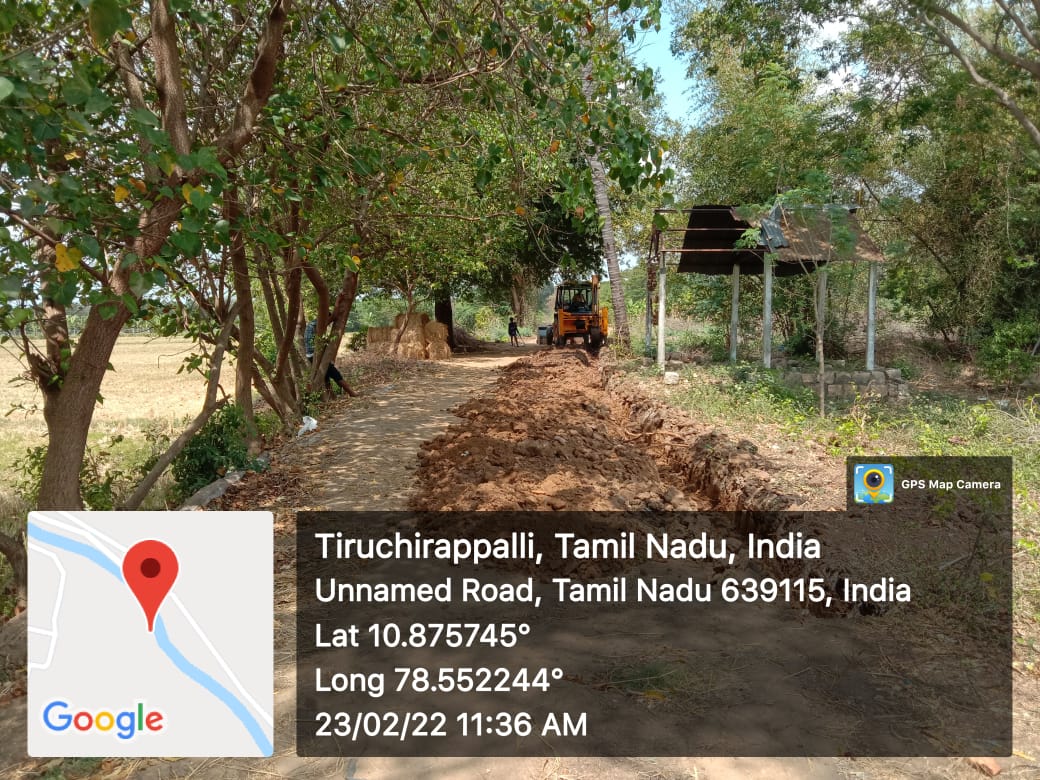 GPS Map Camera
Tiruchirappalli, Tamil Nadu, India
Unnamed Road, Tamil Nadu 639115, India
Lat 10.875745°
Long 78.552244°
23/02/22 11:36 AM
Google